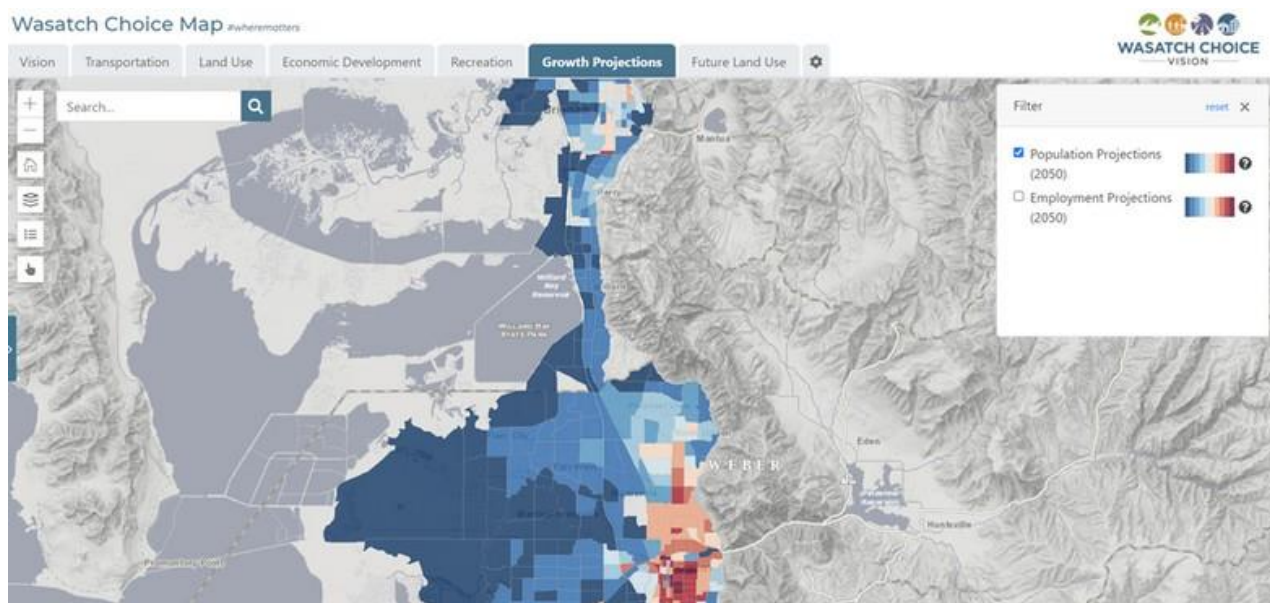 Wasatch Choice Map #wherematters
WASATCH CHOICE
VISION
Vision
Transportation
Land Use
Economic Development
Recreation
Growth Projections
Future Land Use
+
Search...
Filter
reset ×
−
Mantua
Population Projections
(2050)
?
Employment Projections
(2050)
?
Perry
Willard
Bay
Reserved
WILLARD BAY
STATE PARK
Eden
WEBER
Huntsville
Promontory Point